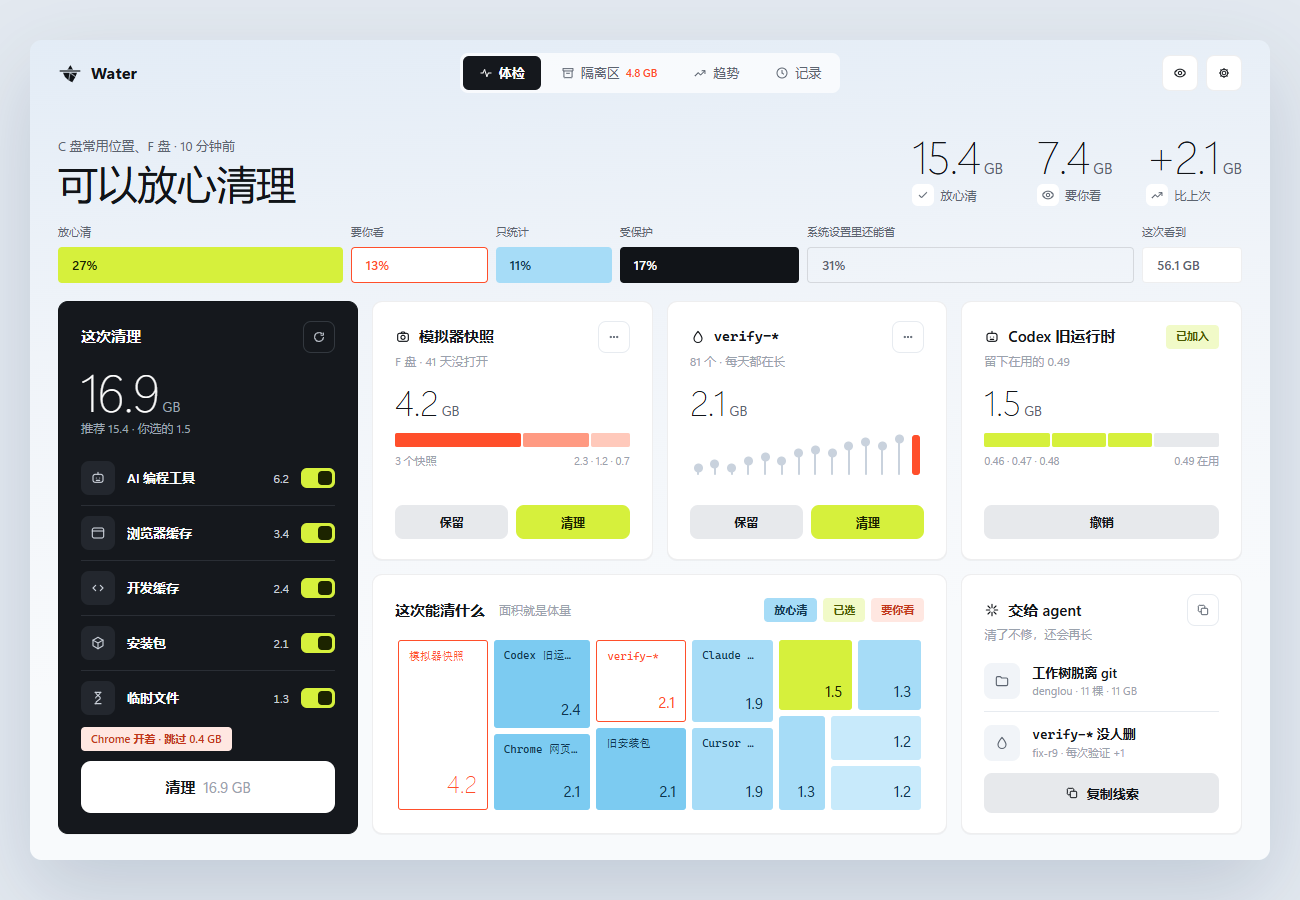 Water
体检
隔离区 4.8 GB
趋势
记录
C 盘常用位置、F 盘 · 10 分钟前
可以放心清理
15.4 GB
放心清
7.4 GB
要你看
+2.1 GB
比上次
放心清
要你看
只统计
受保护
系统设置里还能省
这次看到
27%
13%
11%
17%
31%
56.1 GB
这次清理
16.9 GB
推荐 15.4 · 你选的 1.5
AI 编程工具 6.2
浏览器缓存 3.4
开发缓存 2.4
安装包 2.1
临时文件 1.3
Chrome 开着 · 跳过 0.4 GB
清理 16.9 GB
模拟器快照
F 盘 · 41 天没打开
4.2 GB
3 个快照
2.3 · 1.2 · 0.7
保留
清理
verify-*
81 个 · 每天都在长
2.1 GB
保留
清理
Codex 旧运行时
已加入
留下在用的 0.49
1.5 GB
0.46 · 0.47 · 0.48
0.49 在用
撤销
这次能清什么
面积就是体量
放心清
已选
要你看
模拟器快照
4.2
Codex 旧运…
2.4
Chrome 网页…
2.1
verify-*
2.1
旧安装包
2.1
Claude …
1.9
Cursor …
1.9
1.5
1.3
1.3
1.2
1.2
交给 agent
清了不修，还会再长
工作树脱离 git
denglou · 11 棵 · 11 GB
verify-* 没人删
fix-r9 · 每次验证 +1
复制线索